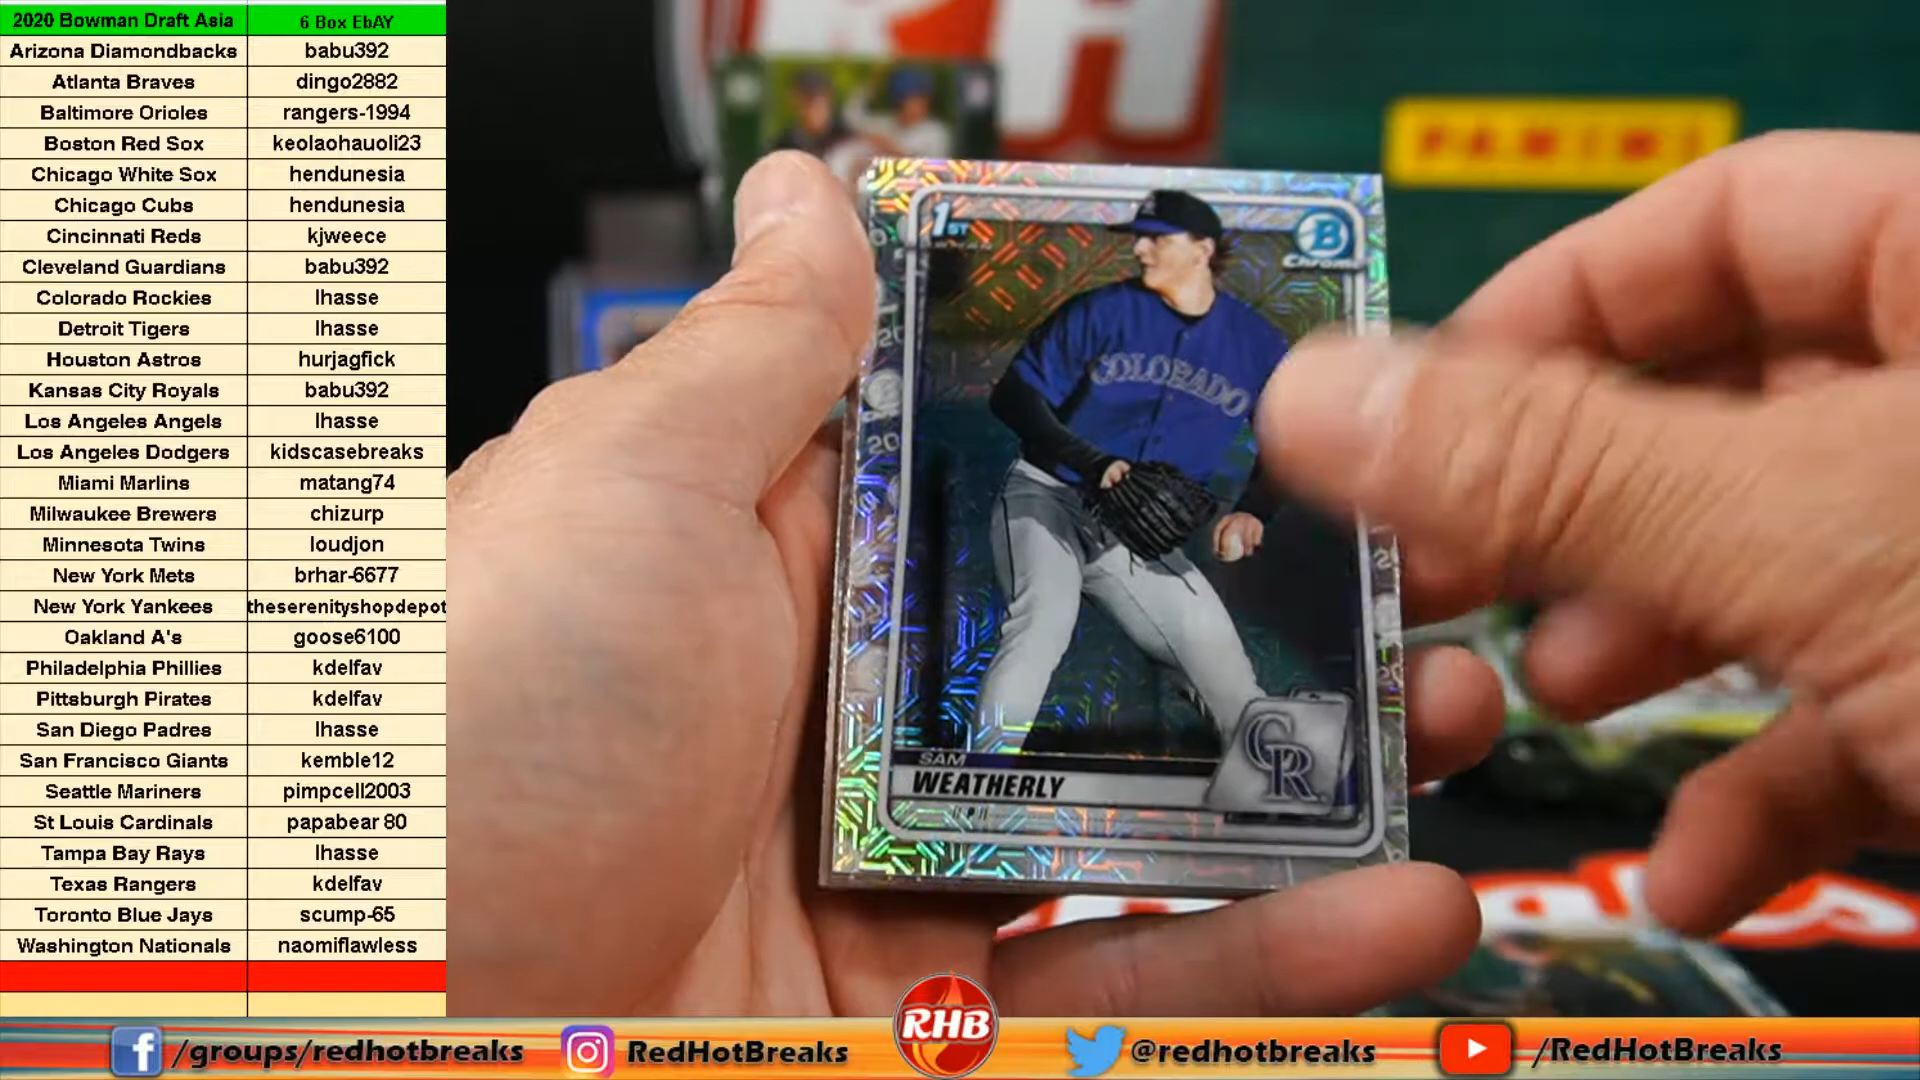 2020 Bowman Draft Asia 6 Box EbAY
Arizona Diamondbacks babu392
Atlanta Braves dingo2882
Baltimore Orioles rangers-1994
Boston Red Sox keolaohauoli23
Chicago White Sox hendunesia
Chicago Cubs hendunesia
Cincinnati Reds kjweece
Cleveland Guardians babu392
Colorado Rockies lhasse
Detroit Tigers lhasse
Houston Astros hurjagfick
Kansas City Royals babu392
Los Angeles Angels lhasse
Los Angeles Dodgers kidscasebreaks
Miami Marlins matang74
Milwaukee Brewers chizurp
Minnesota Twins loudjon
New York Mets brhar-6677
New York Yankees theserenityshopdepot
Oakland A's goose6100
Philadelphia Phillies kdelfav
Pittsburgh Pirates kdelfav
San Diego Padres lhasse
San Francisco Giants kemble12
Seattle Mariners pimpcell2003
St Louis Cardinals papabear 80
Tampa Bay Rays lhasse
Texas Rangers kdelfav
Toronto Blue Jays scump-65
Washington Nationals naomiflawless
PANINI
1ST
B
Chrome
COLORADO
CR
SAM
WEATHERLY
RHB
/groups/redhotbreaks
RedHotBreaks
@redhotbreaks
/RedHotBreaks